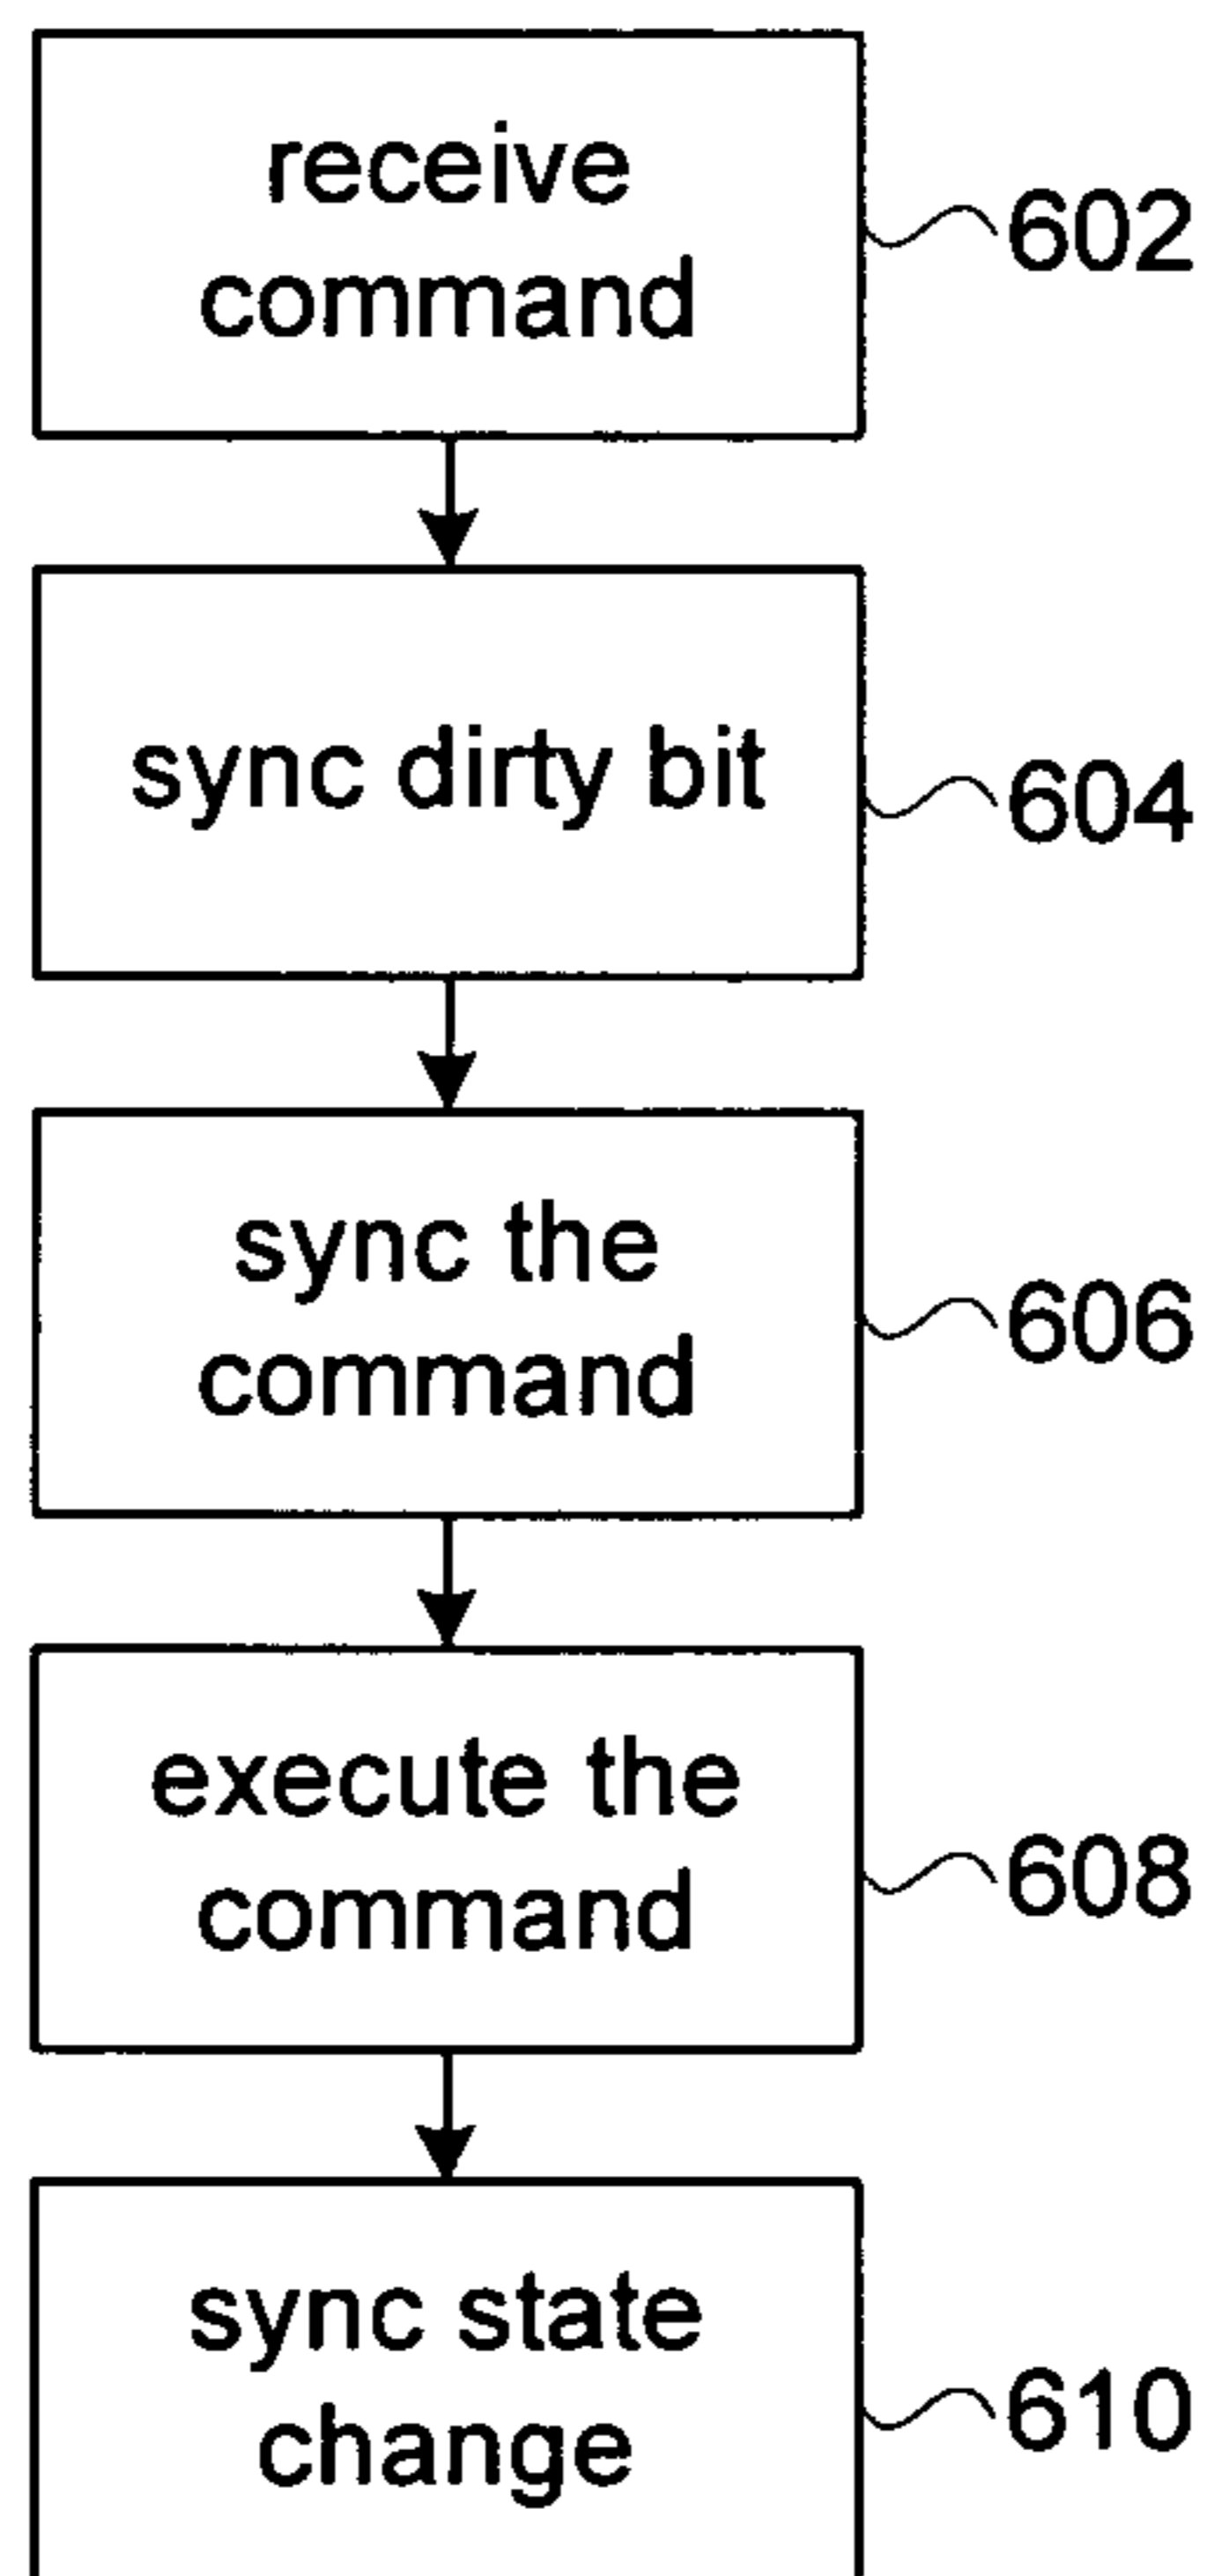 receive
command
602
sync dirty bit
604
sync the
command
606
execute the
command
608
sync state
change
610